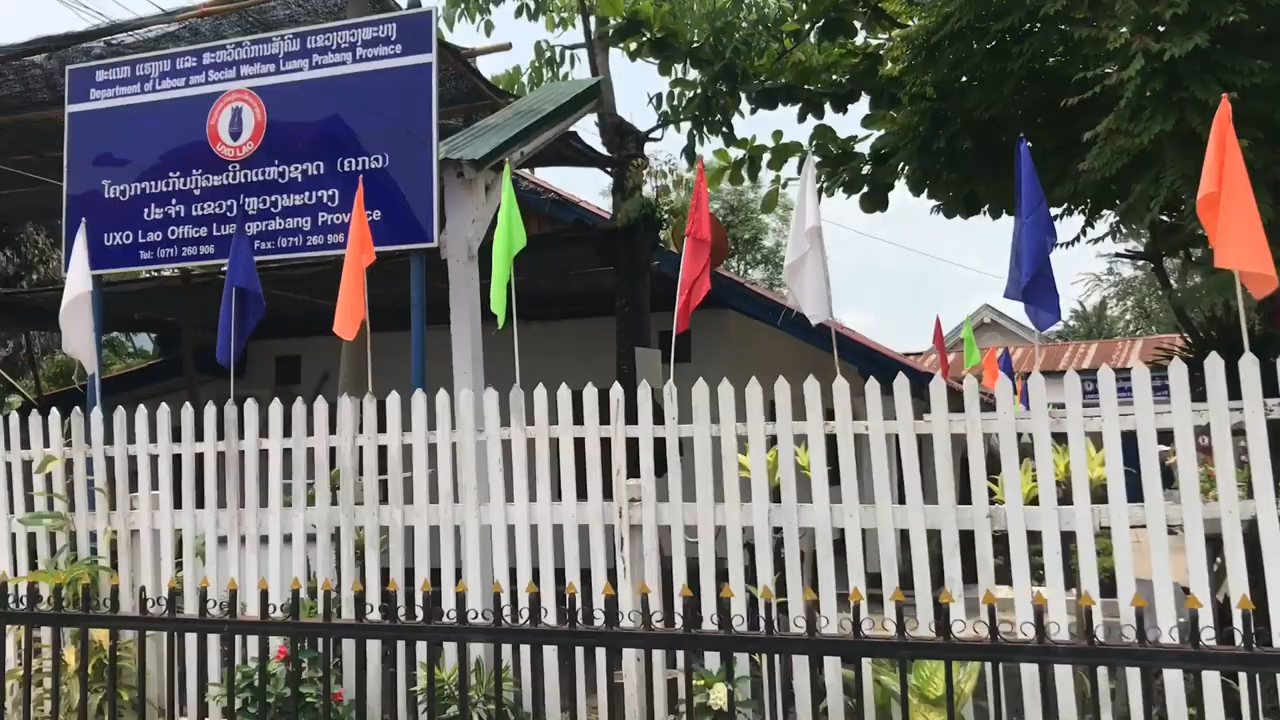 ພະແນກ ແຮງງານ ແລະ ສະຫວັດດີການສັງຄົມ ແຂວງຫຼວງພະບາງ
Department of Labour and Social Welfare Luang Prabang Province
UXO LAO
ໂຄງການເກັບກູ້ລະເບີດແຫ່ງຊາດ (ຄກລ)
ປະຈຳ ແຂວງ ຫຼວງພະບາງ
UXO Lao Office Luangprabang Province
Tel: (071) 260 906 Fax: (071) 260 906